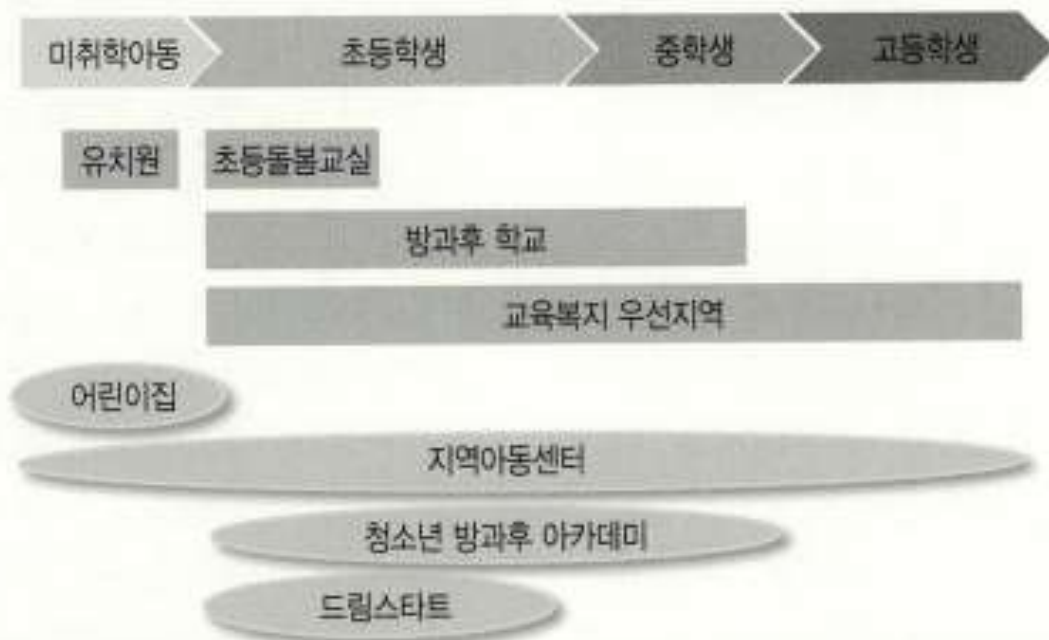 미취학아동 초등학생 중학생 고등학생
유치원 초등돌봄교실
방과후 학교
교육복지 우선지역
어린이집
지역아동센터
청소년 방과후 아카데미
드림스타트